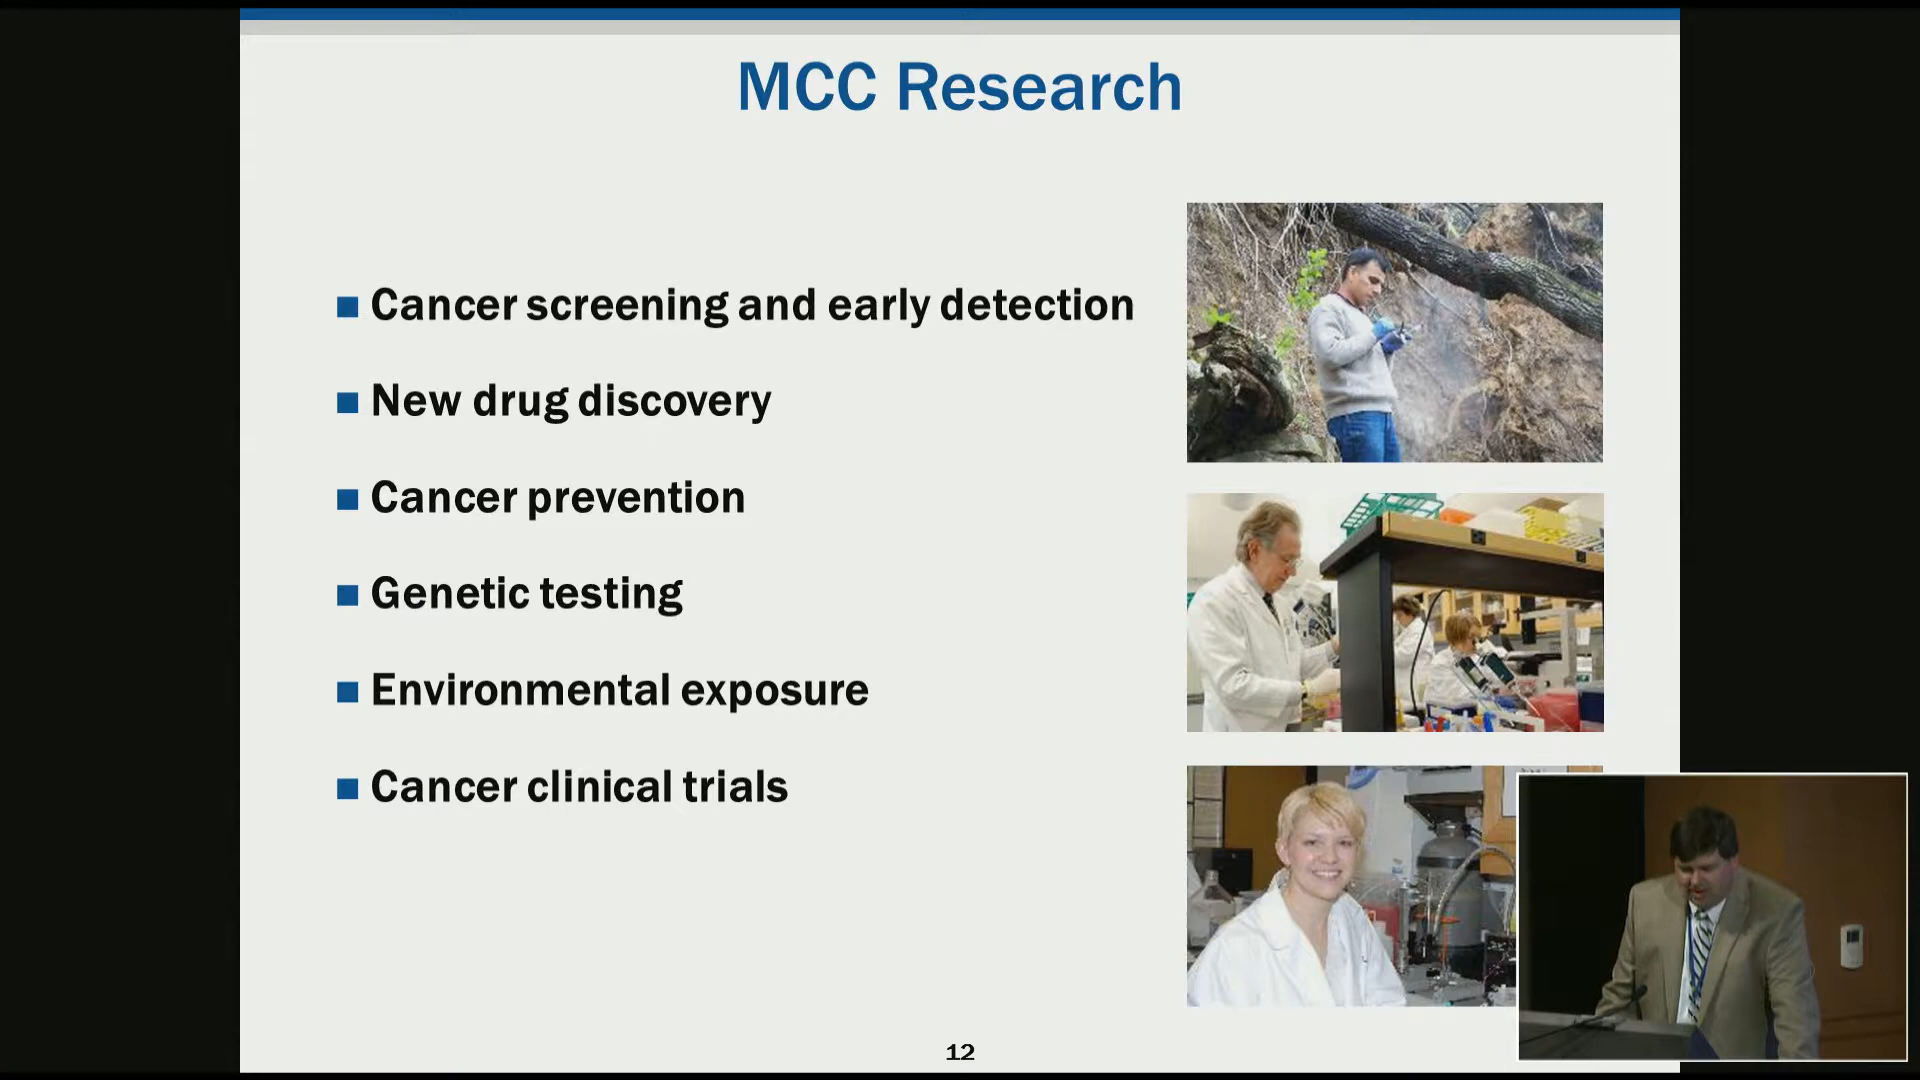 MCC Research
Cancer screening and early detection
New drug discovery
Cancer prevention
Genetic testing
Environmental exposure
Cancer clinical trials
12